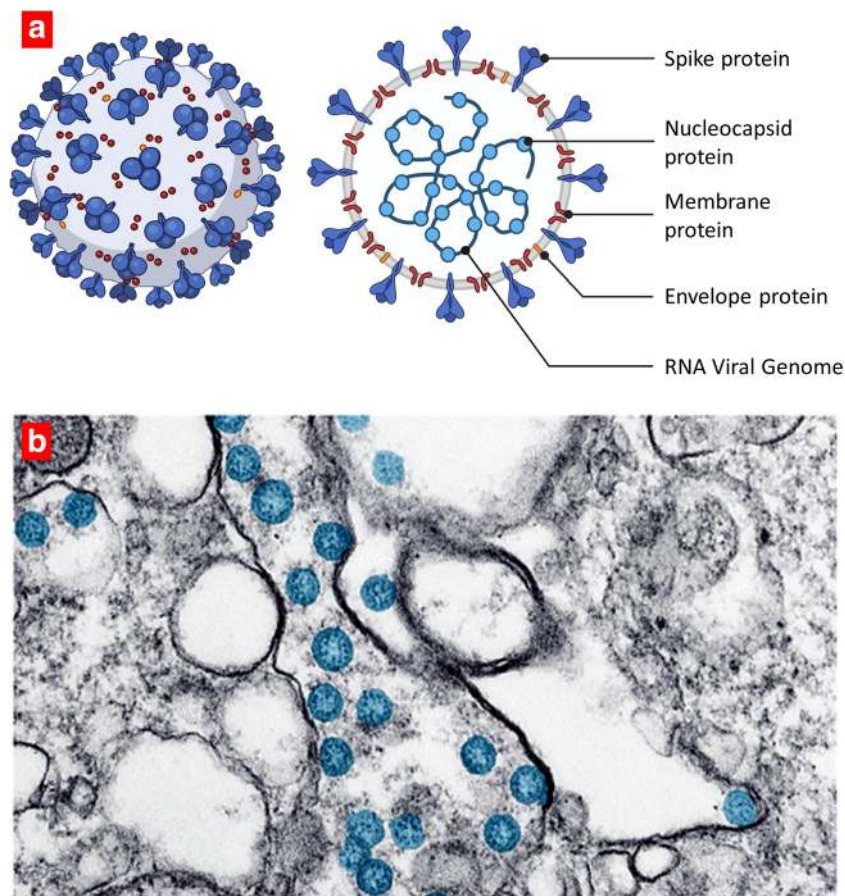 a
Spike protein
Nucleocapsid
protein
Membrane
protein
Envelope protein
RNA Viral Genome
b